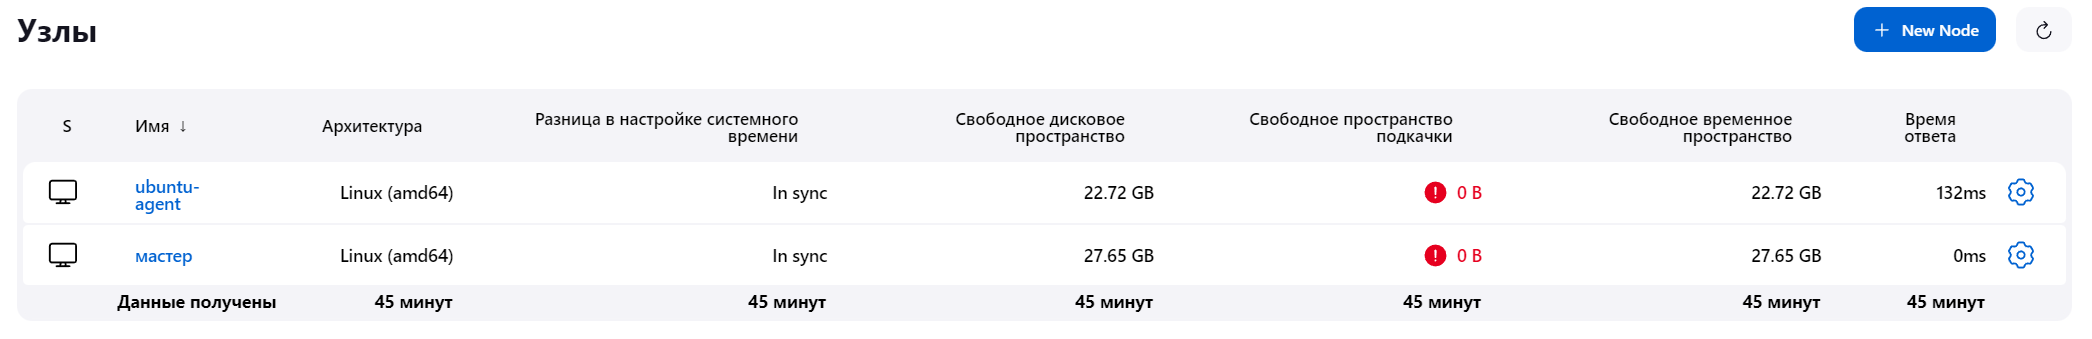 Узлы
+ New Node
S
Имя ↓
Архитектура
Разница в настройке системного
времени
Свободное дисковое
пространство
Свободное пространство
подкачки
Свободное временное
пространство
Время
ответа
ubuntu-
agent
Linux (amd64)
In sync
22.72 GB
! 0 B
22.72 GB
132ms
мастер
Linux (amd64)
In sync
27.65 GB
! 0 B
27.65 GB
0ms
Данные получены
45 минут
45 минут
45 минут
45 минут
45 минут
45 минут